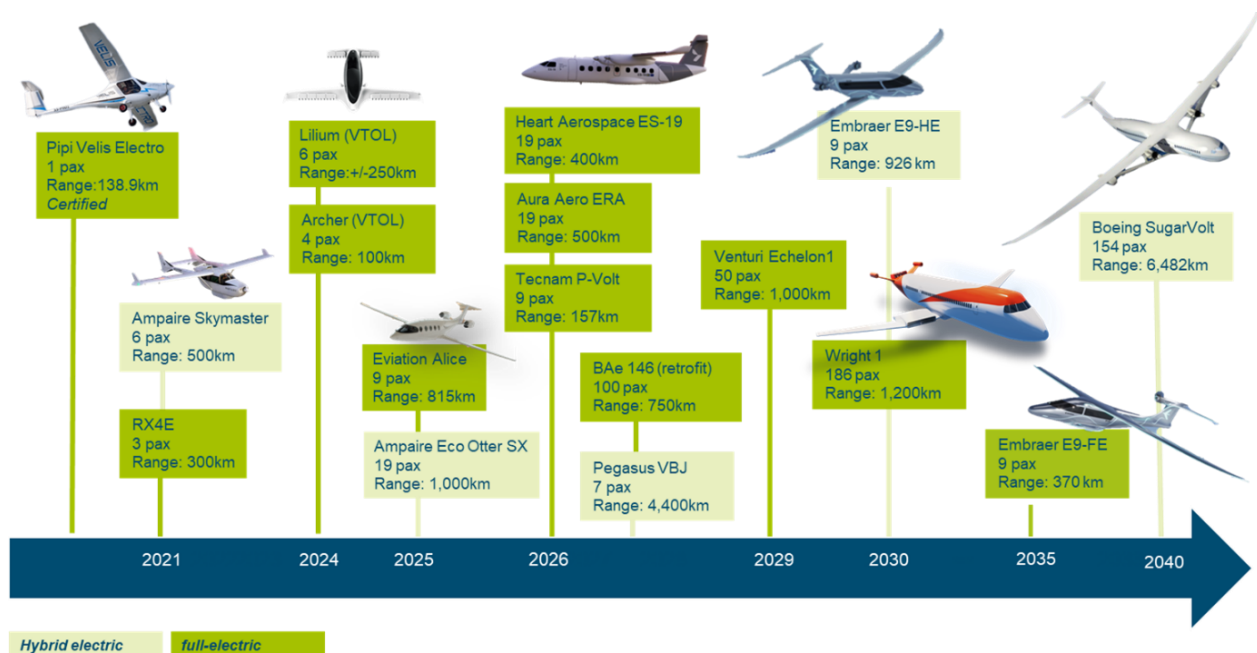 Pipi Velis Electro
1 pax
Range:138.9km
Certified
VELIS
Ampaire Skymaster
6 pax
Range: 500km
RX4E
3 pax
Range: 300km
Lilium (VTOL)
6 pax
Range:+/-250km
Archer (VTOL)
4 pax
Range: 100km
Eviation Alice
9 pax
Range: 815km
Ampaire Eco Otter SX
19 pax
Range: 1,000km
Heart Aerospace ES-19
19 pax
Range: 400km
Aura Aero ERA
19 pax
Range: 500km
Tecnam P-Volt
9 pax
Range: 157km
BAe 146 (retrofit)
100 pax
Range: 750km
Pegasus VBJ
7 pax
Range: 4,400km
Venturi Echelon1
50 pax
Range: 1,000km
Embraer E9-HE
9 pax
Range: 926 km
Wright 1
186 pax
Range: 1,200km
Embraer E9-FE
9 pax
Range: 370 km
Boeing SugarVolt
154 pax
Range: 6,482km
2021
2024
2025
2026
2029
2030
2035
2040
Hybrid electric
full-electric